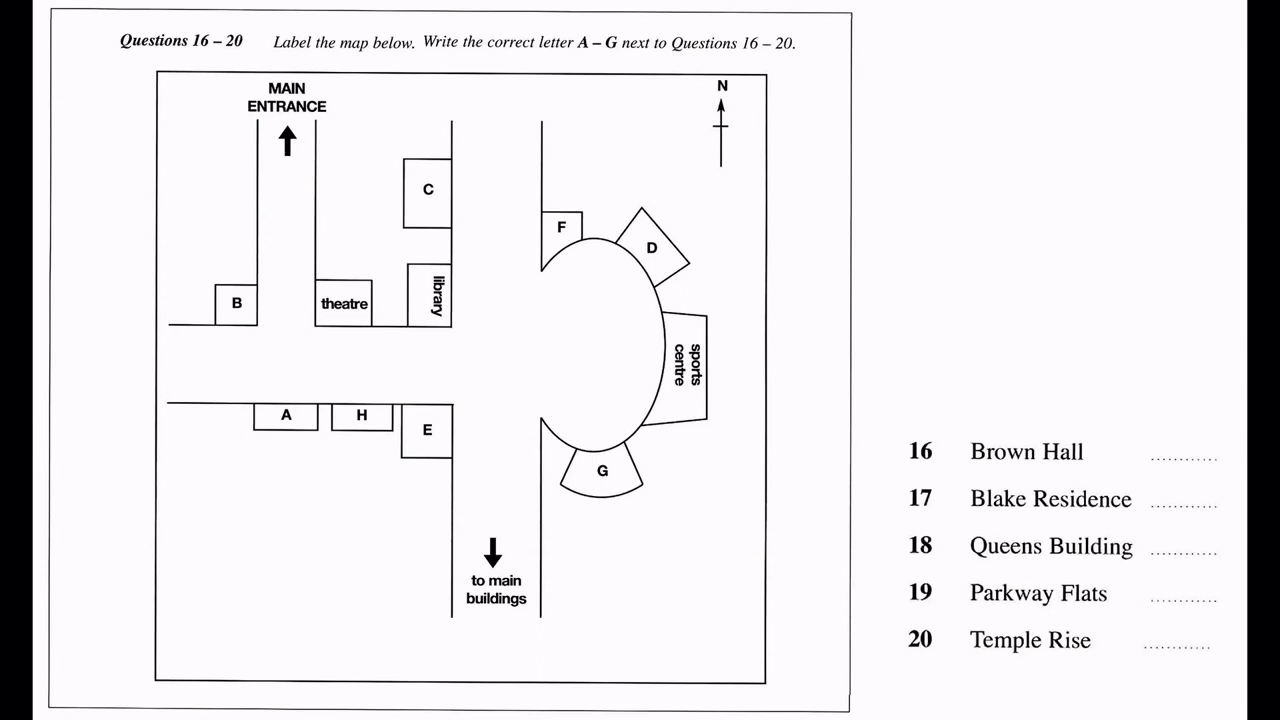 Questions 16 – 20 Label the map below. Write the correct letter A – G next to Questions 16 – 20.
MAIN
ENTRANCE
N
C
F
D
B
theatre
library
sports
centre
A
H
E
G
to main
buildings
16 Brown Hall ............
17 Blake Residence ............
18 Queens Building ............
19 Parkway Flats ............
20 Temple Rise ............